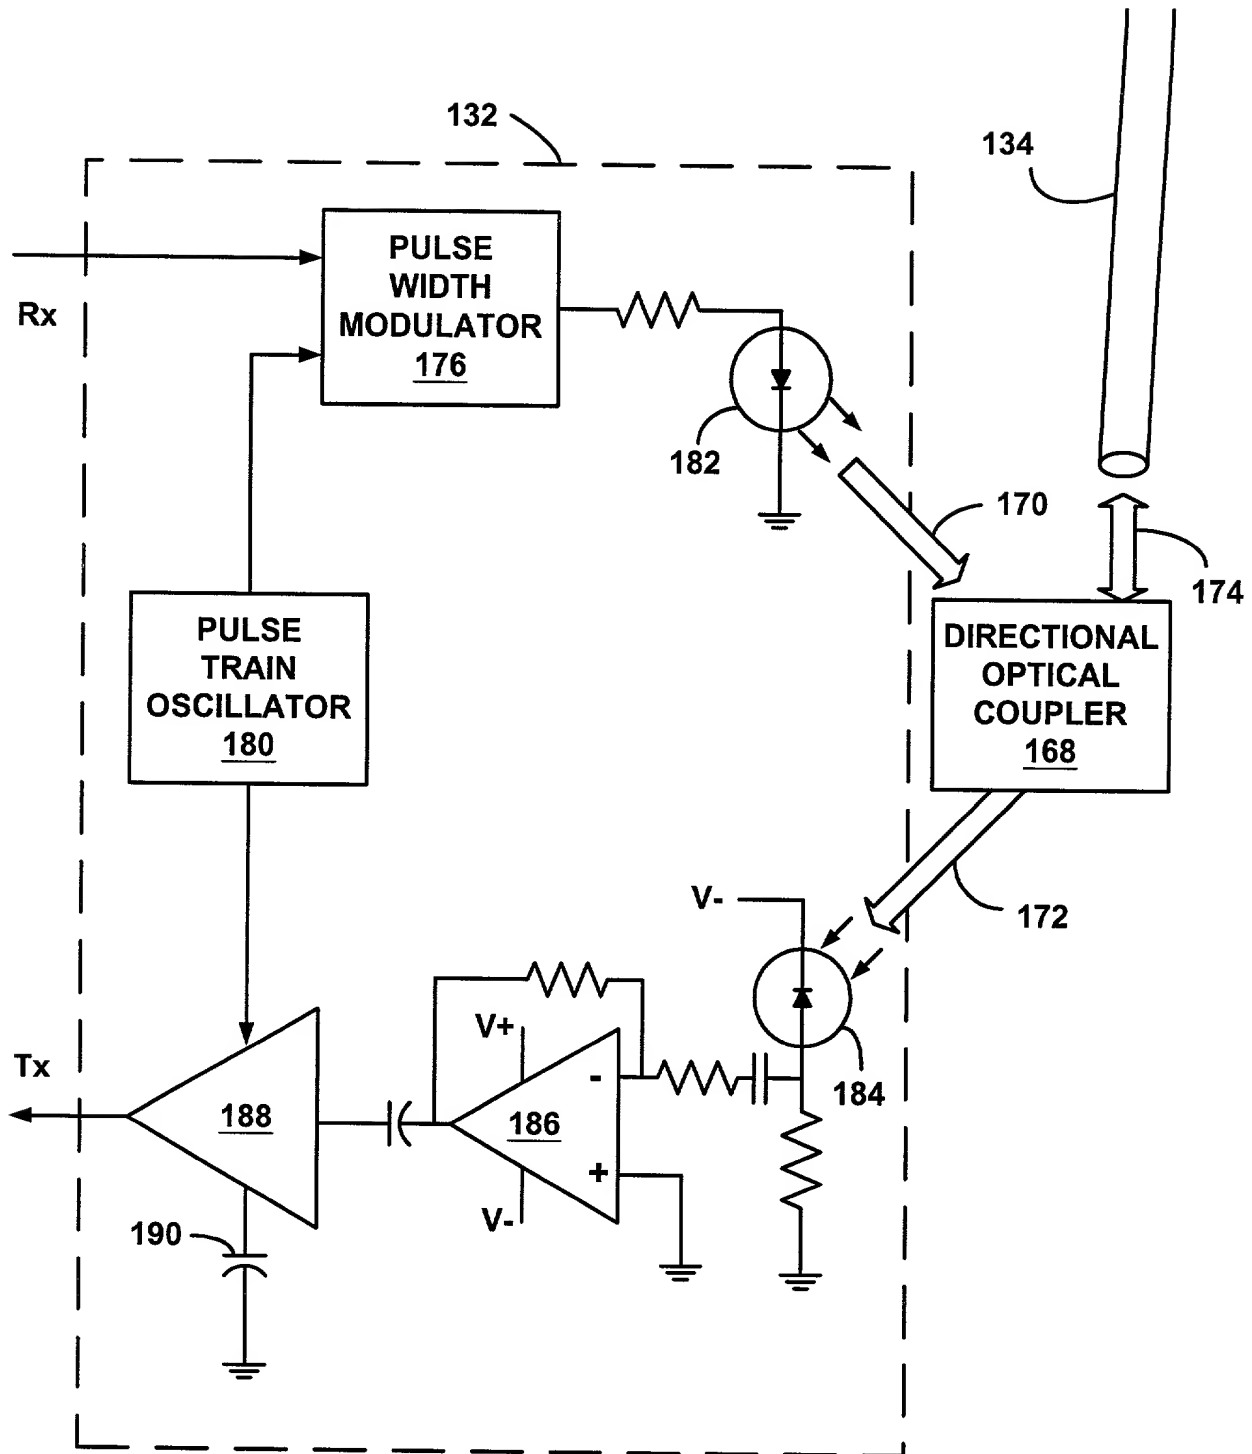 132
134
PULSE
WIDTH
MODULATOR
176
Rx
182
170
174
PULSE
TRAIN
OSCILLATOR
180
DIRECTIONAL
OPTICAL
COUPLER
168
V-
172
V+
Tx
-
184
188
186
+
V-
190